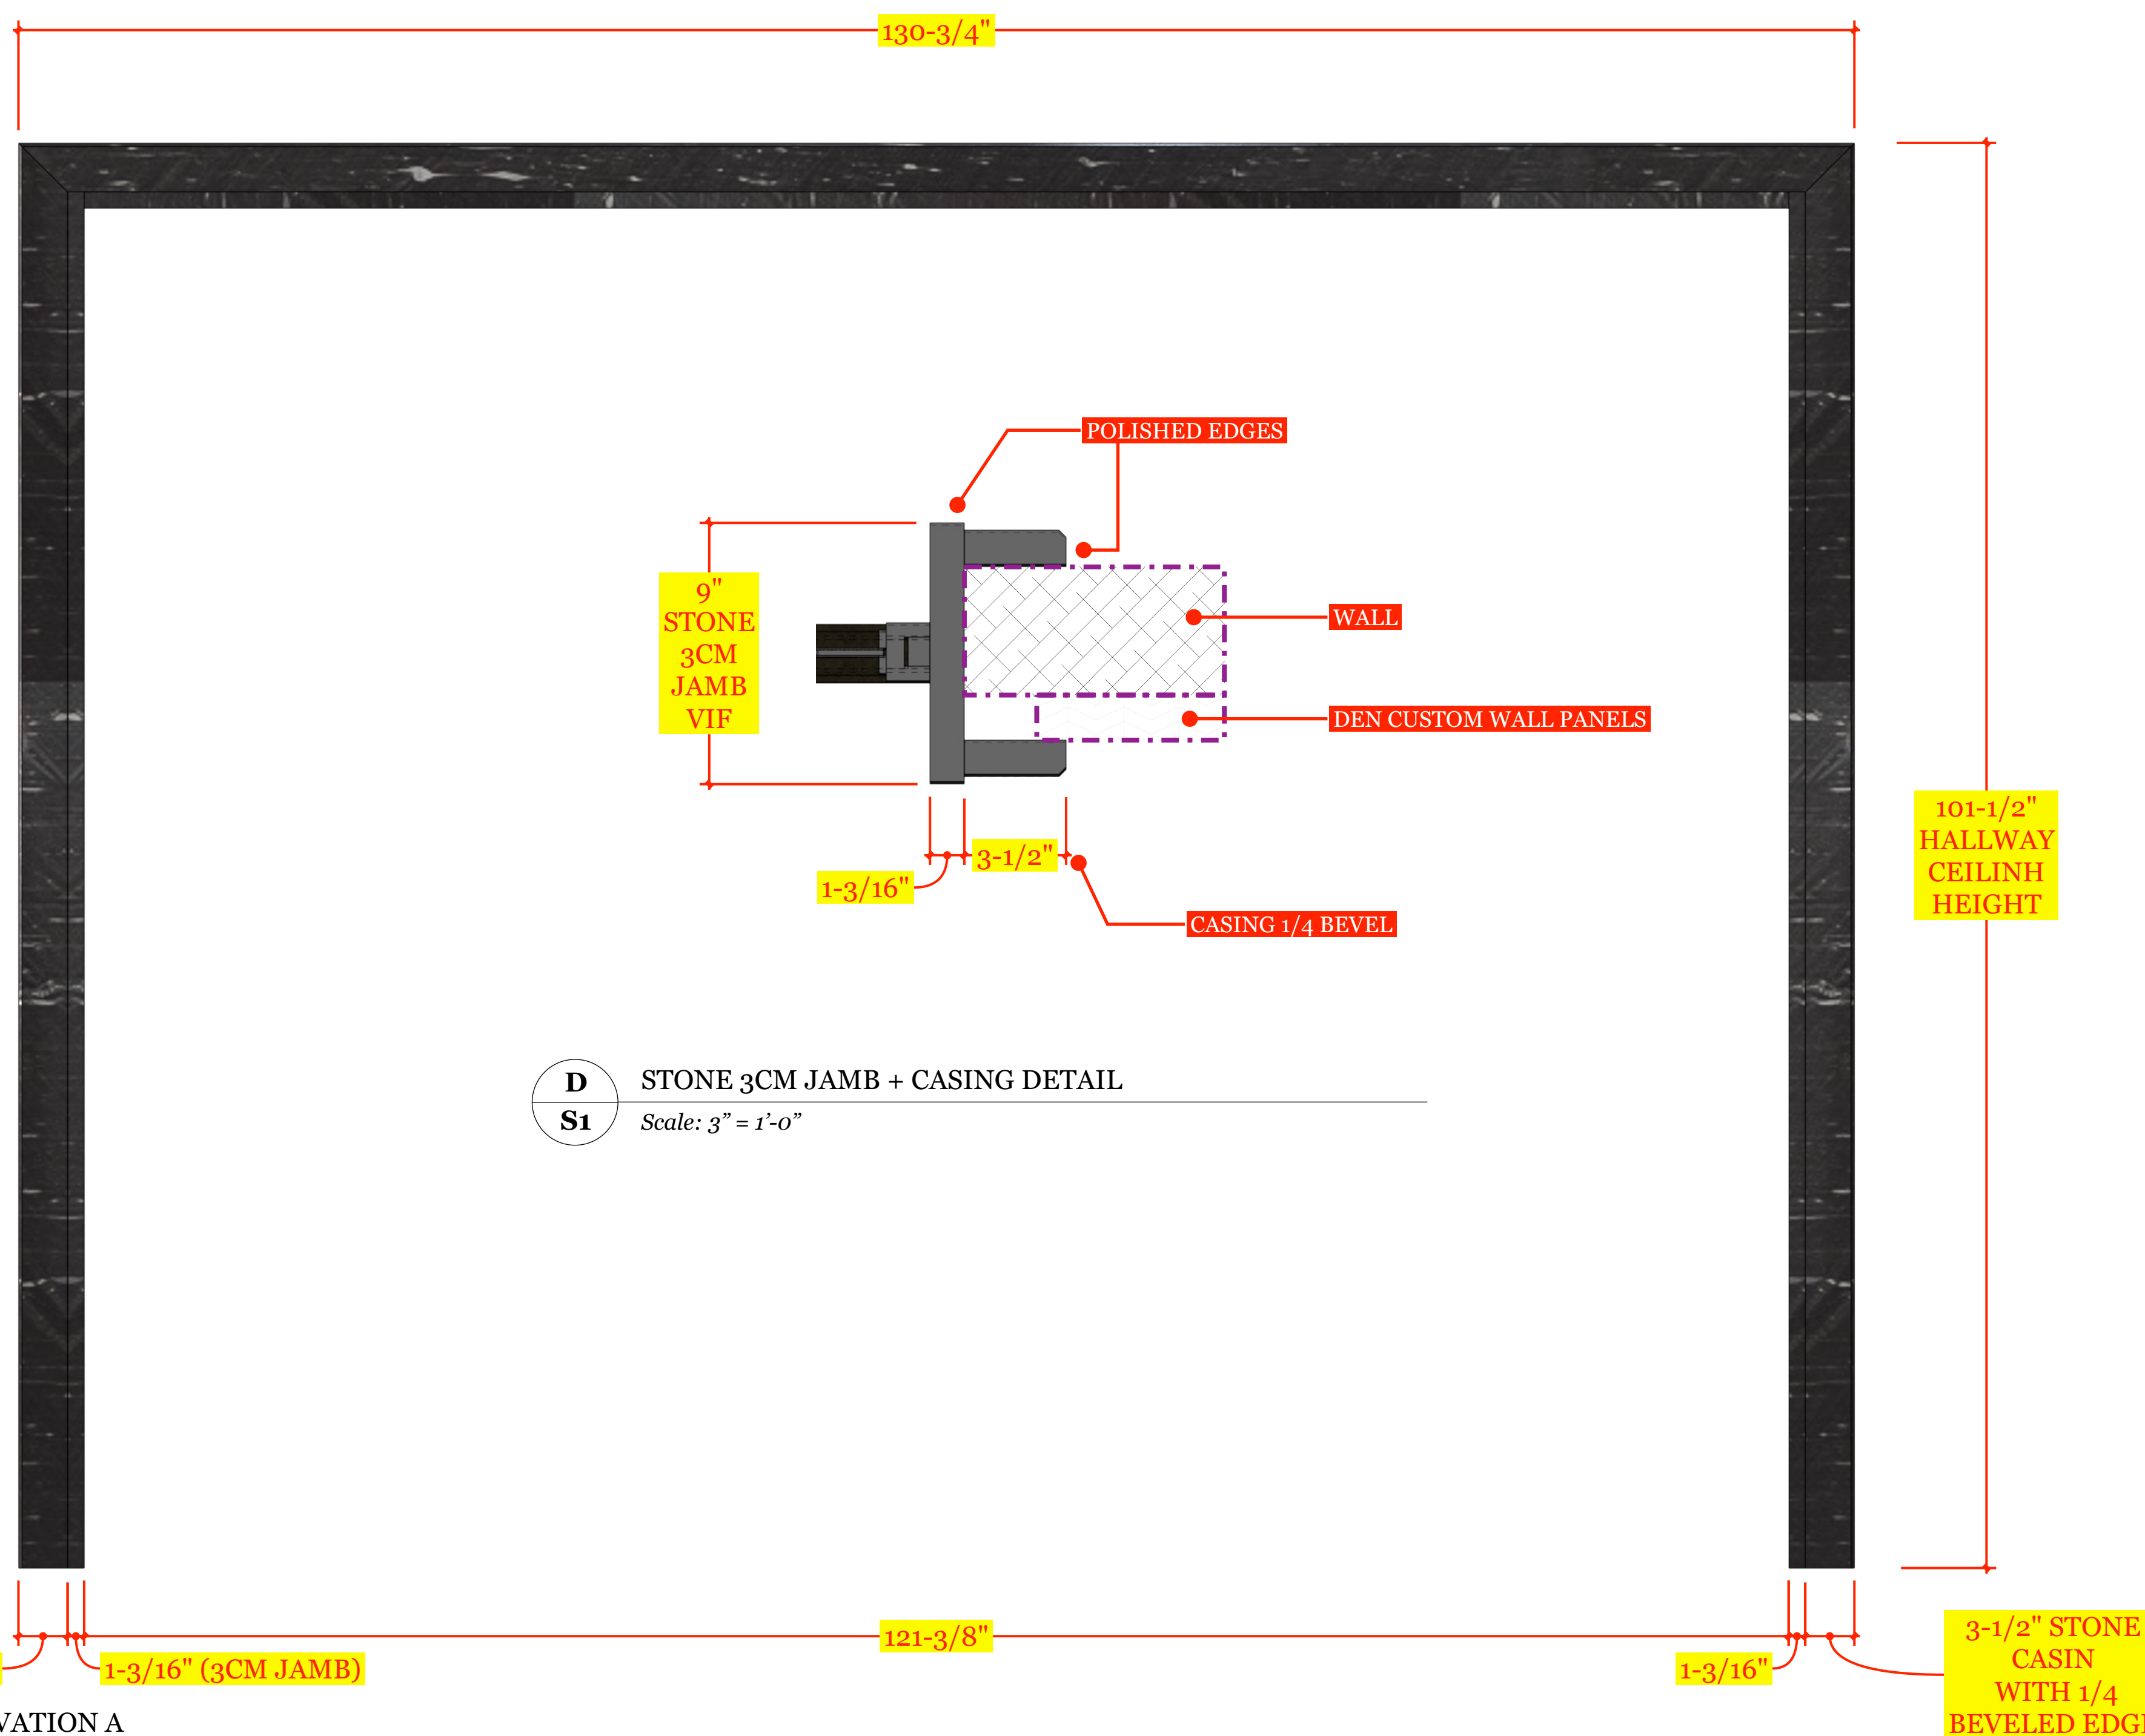 130-3/4"
POLISHED EDGES
9"
STONE
3CM
JAMB
VIF
WALL
DEN CUSTOM WALL PANELS
101-1/2"
HALLWAY
CEILINH
HEIGHT
3-1/2"
1-3/16"
CASING 1/4 BEVEL
D
S1
STONE 3CM JAMB + CASING DETAIL
Scale: 3” = 1’-0”
1-3/16" (3CM JAMB)
121-3/8"
1-3/16"
3-1/2" STONE
CASIN
WITH 1/4
BEVELED EDG
VATION A